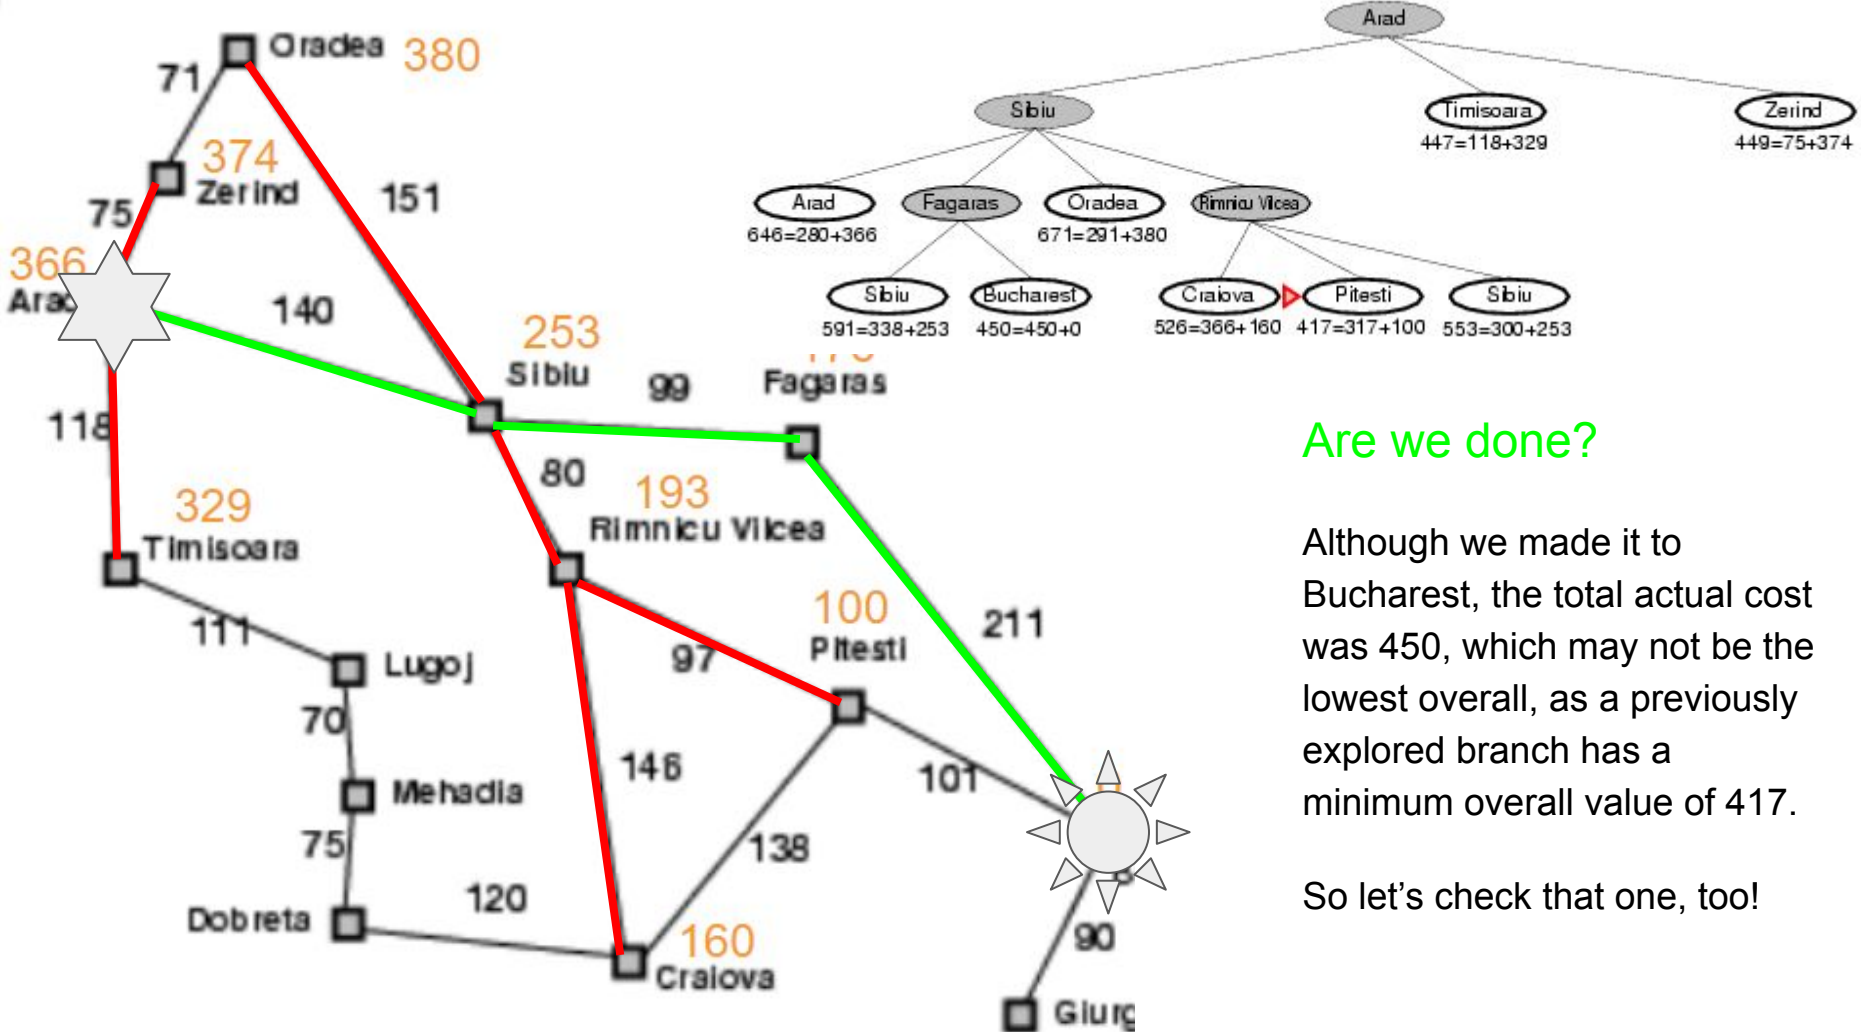 Oradea 380
71
374
Zerind
151
75
366
140
253
Sibiu
99
Fagaras
118
80
193
Rimnicu Vilcea
329
Timisoara
111
Lugoj
70
Mehadia
75
Dobreta
120
146
160
Craiova
97
100
Pitesti
211
101
138
90
Arad
Sibiu
Timisoara
447=118+329
Zerind
449=75+374
Arad
646=280+366
Fagaras
Oradea
671=291+380
Rimnicu Vilcea
Sibiu
591=338+253
Bucharest
450=450+0
Craiova
526=366+160
Pitesti
417=317+100
Sibiu
553=300+253
Are we done?
Although we made it to
Bucharest, the total actual cost
was 450, which may not be the
lowest overall, as a previously
explored branch has a
minimum overall value of 417.
So let’s check that one, too!